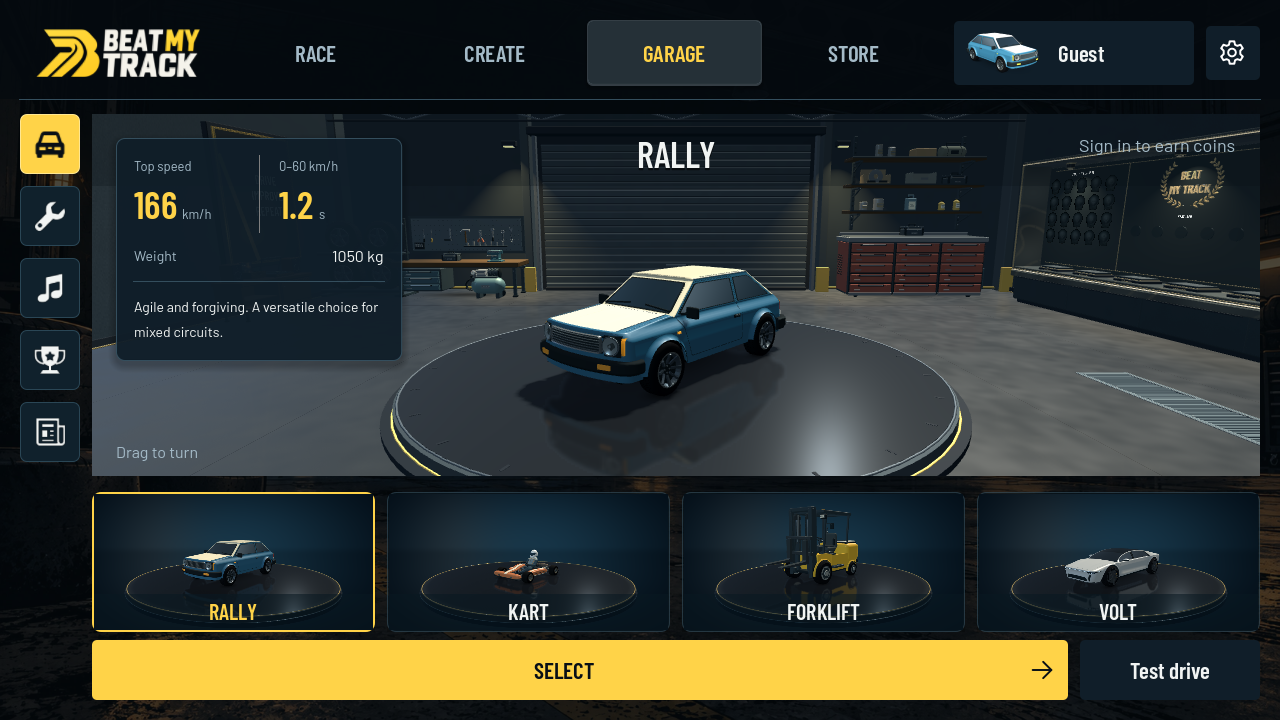 BEATMY
TRACK
RACE
CREATE
GARAGE
STORE
Guest
RALLY
Sign in to earn coins
Top speed
0–60 km/h
166 km/h
1.2 s
Weight
1050 kg
Agile and forgiving. A versatile choice for
mixed circuits.
BEAT
MY TRACK
Drag to turn
RALLY
KART
FORKLIFT
VOLT
SELECT
Test drive